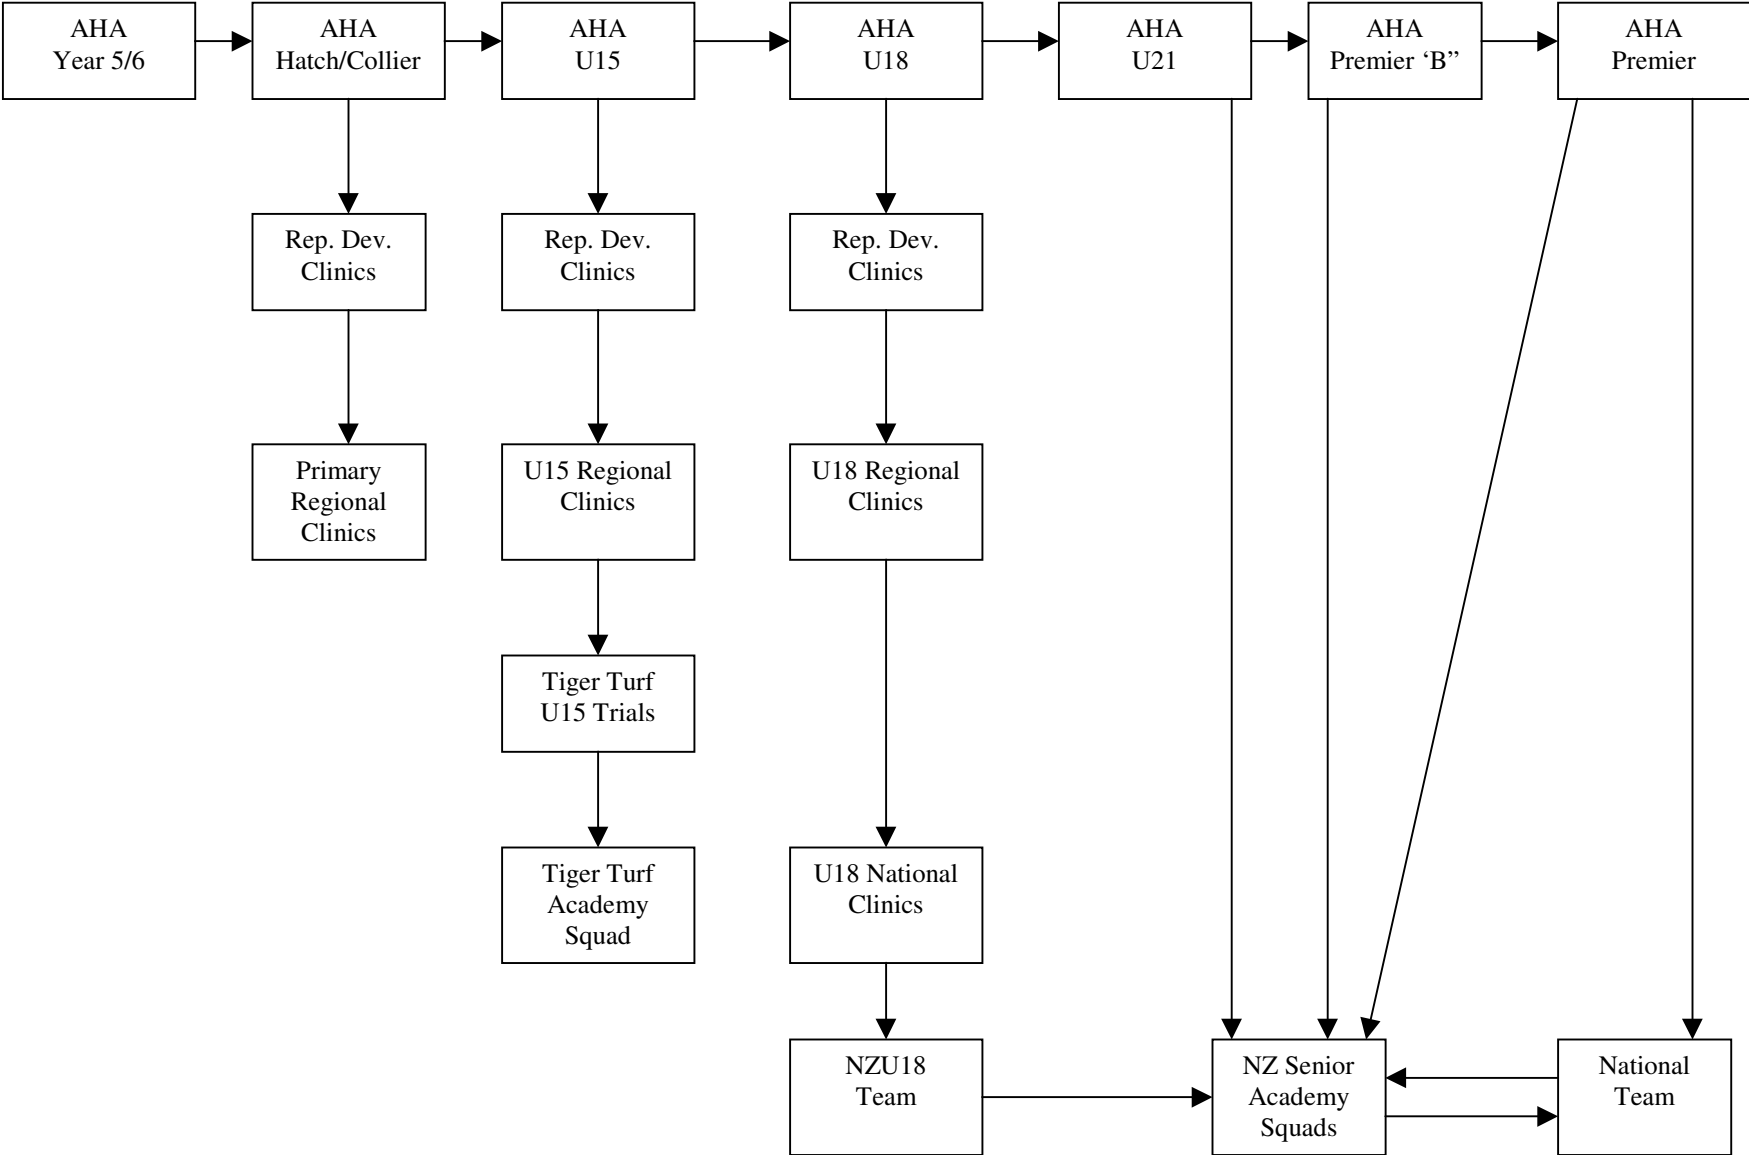 AHA
Year 5/6
AHA
Hatch/Collier
AHA
U15
AHA
U18
AHA
U21
AHA
Premier ‘B”
AHA
Premier
Rep. Dev.
Clinics
Rep. Dev.
Clinics
Rep. Dev.
Clinics
Primary
Regional
Clinics
U15 Regional
Clinics
U18 Regional
Clinics
Tiger Turf
U15 Trials
Tiger Turf
Academy
Squad
U18 National
Clinics
NZU18
Team
NZ Senior
Academy
Squads
National
Team